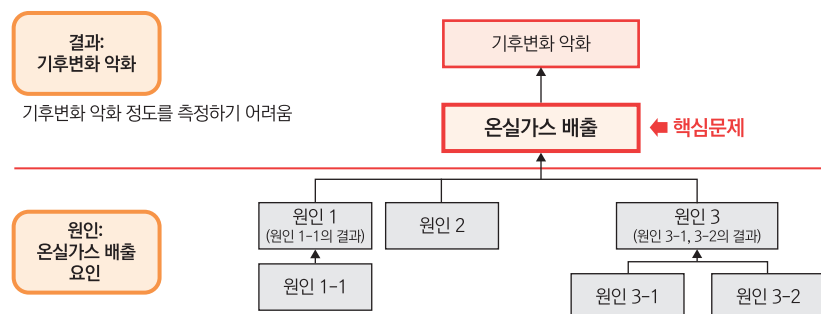 결과:
기후변화 악화
기후변화 악화 정도를 측정하기 어려움
기후변화 악화
온실가스 배출
핵심문제
원인:
온실가스 배출
요인
원인 1
(원인 1-1의 결과)
원인 2
원인 3
(원인 3-1, 3-2의 결과)
원인 1-1
원인 3-1
원인 3-2